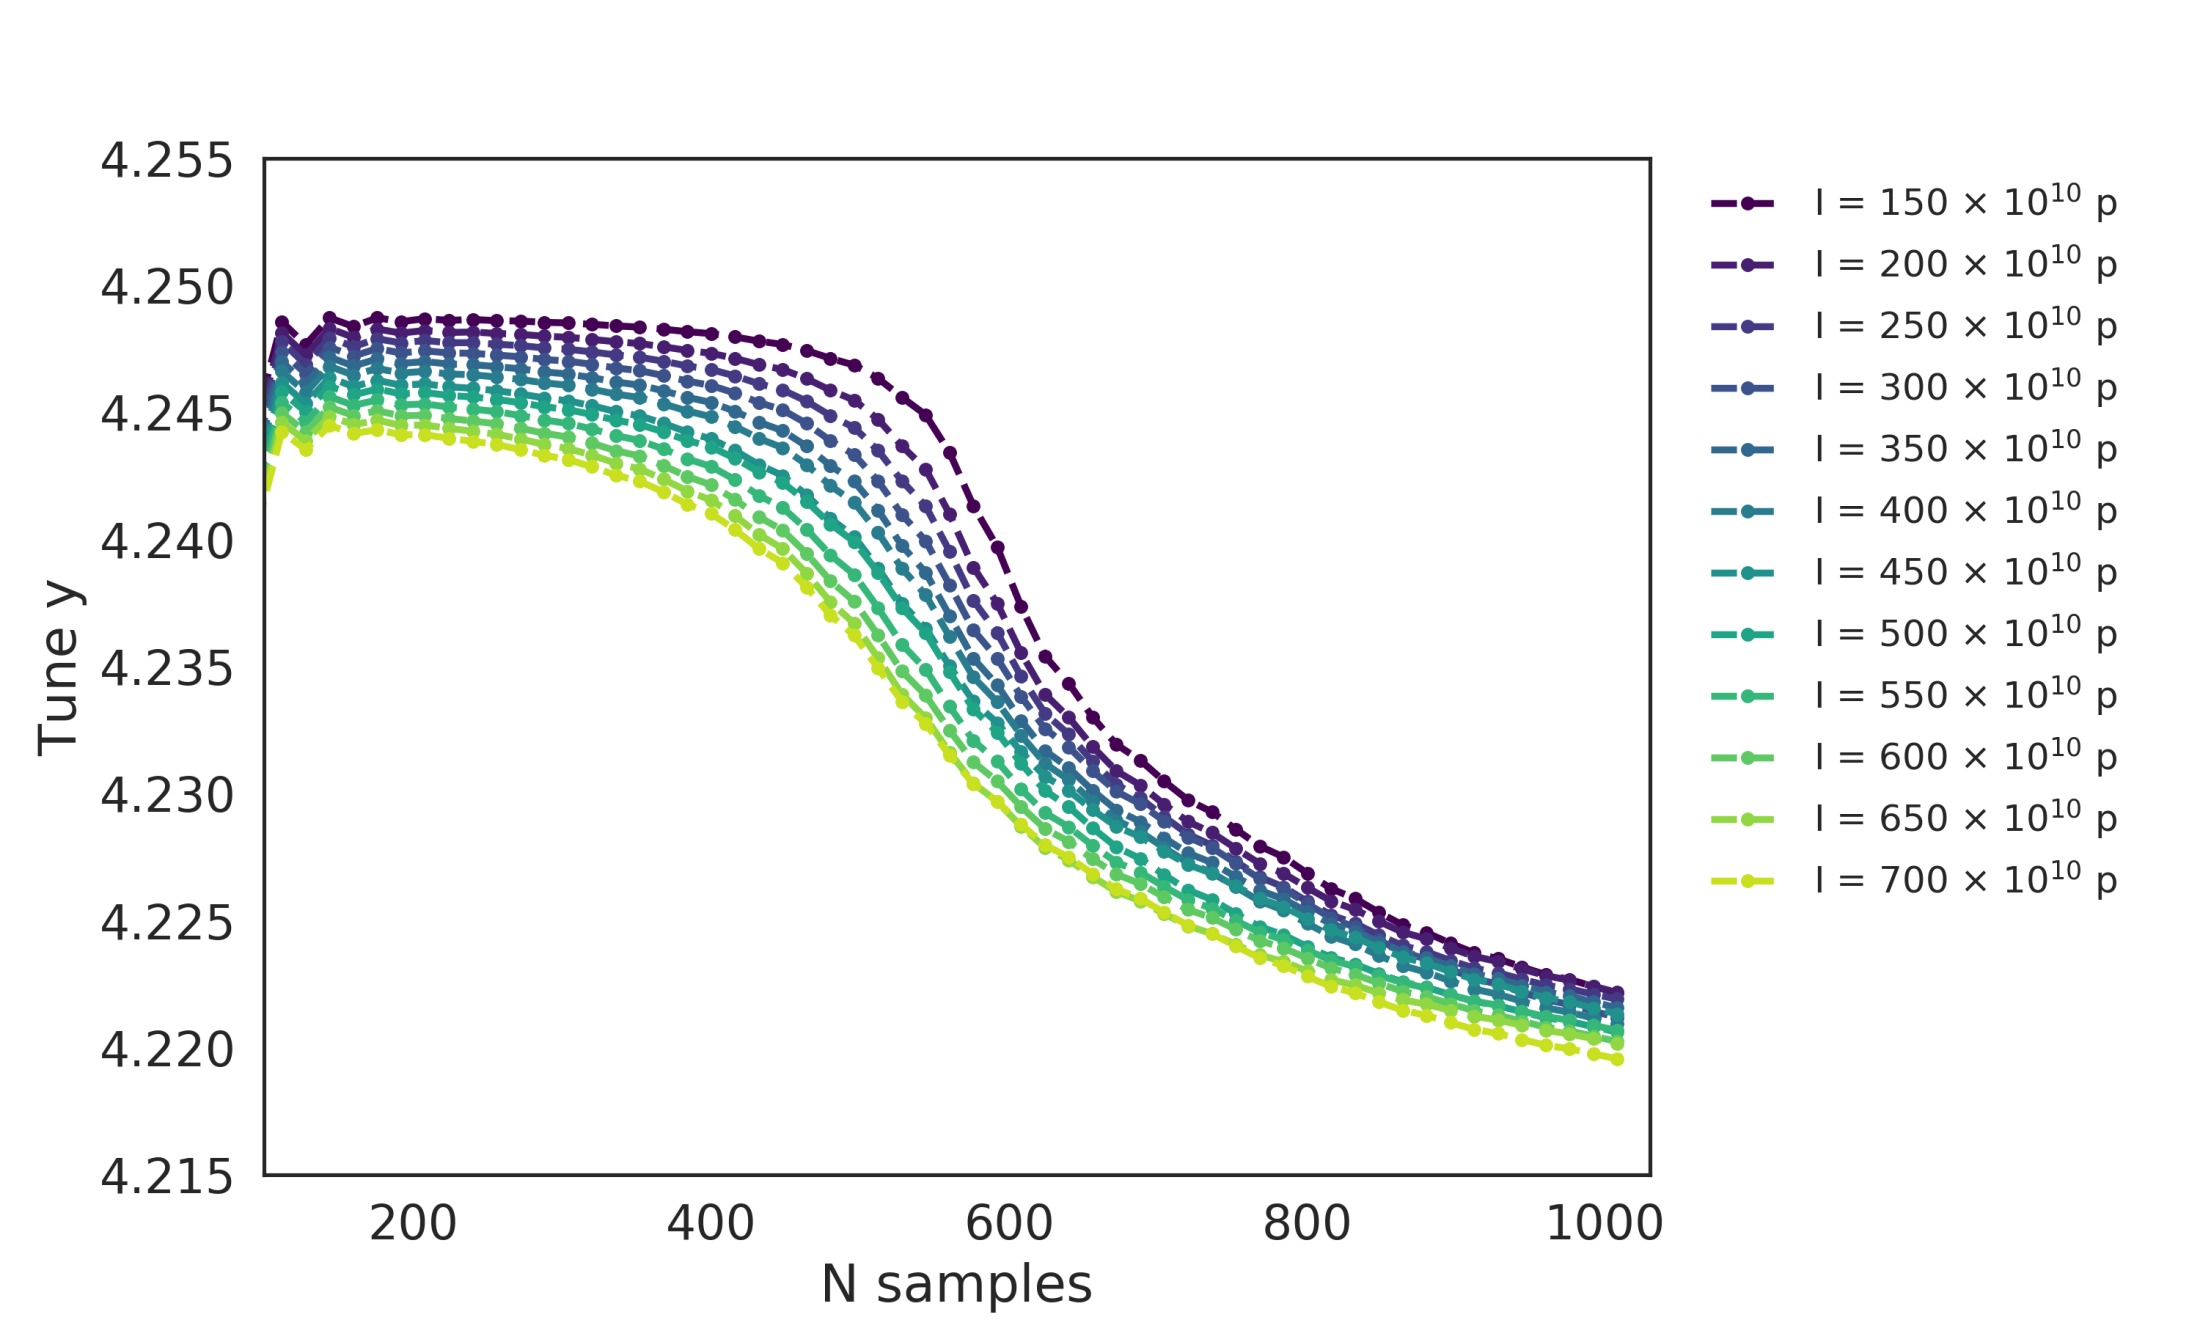 4.255
4.250
4.245
4.240
4.235
4.230
4.225
4.220
4.215
Tune y
200 400 600 800 1000
N samples
I = 150 × 10¹⁰ p
I = 200 × 10¹⁰ p
I = 250 × 10¹⁰ p
I = 300 × 10¹⁰ p
I = 350 × 10¹⁰ p
I = 400 × 10¹⁰ p
I = 450 × 10¹⁰ p
I = 500 × 10¹⁰ p
I = 550 × 10¹⁰ p
I = 600 × 10¹⁰ p
I = 650 × 10¹⁰ p
I = 700 × 10¹⁰ p